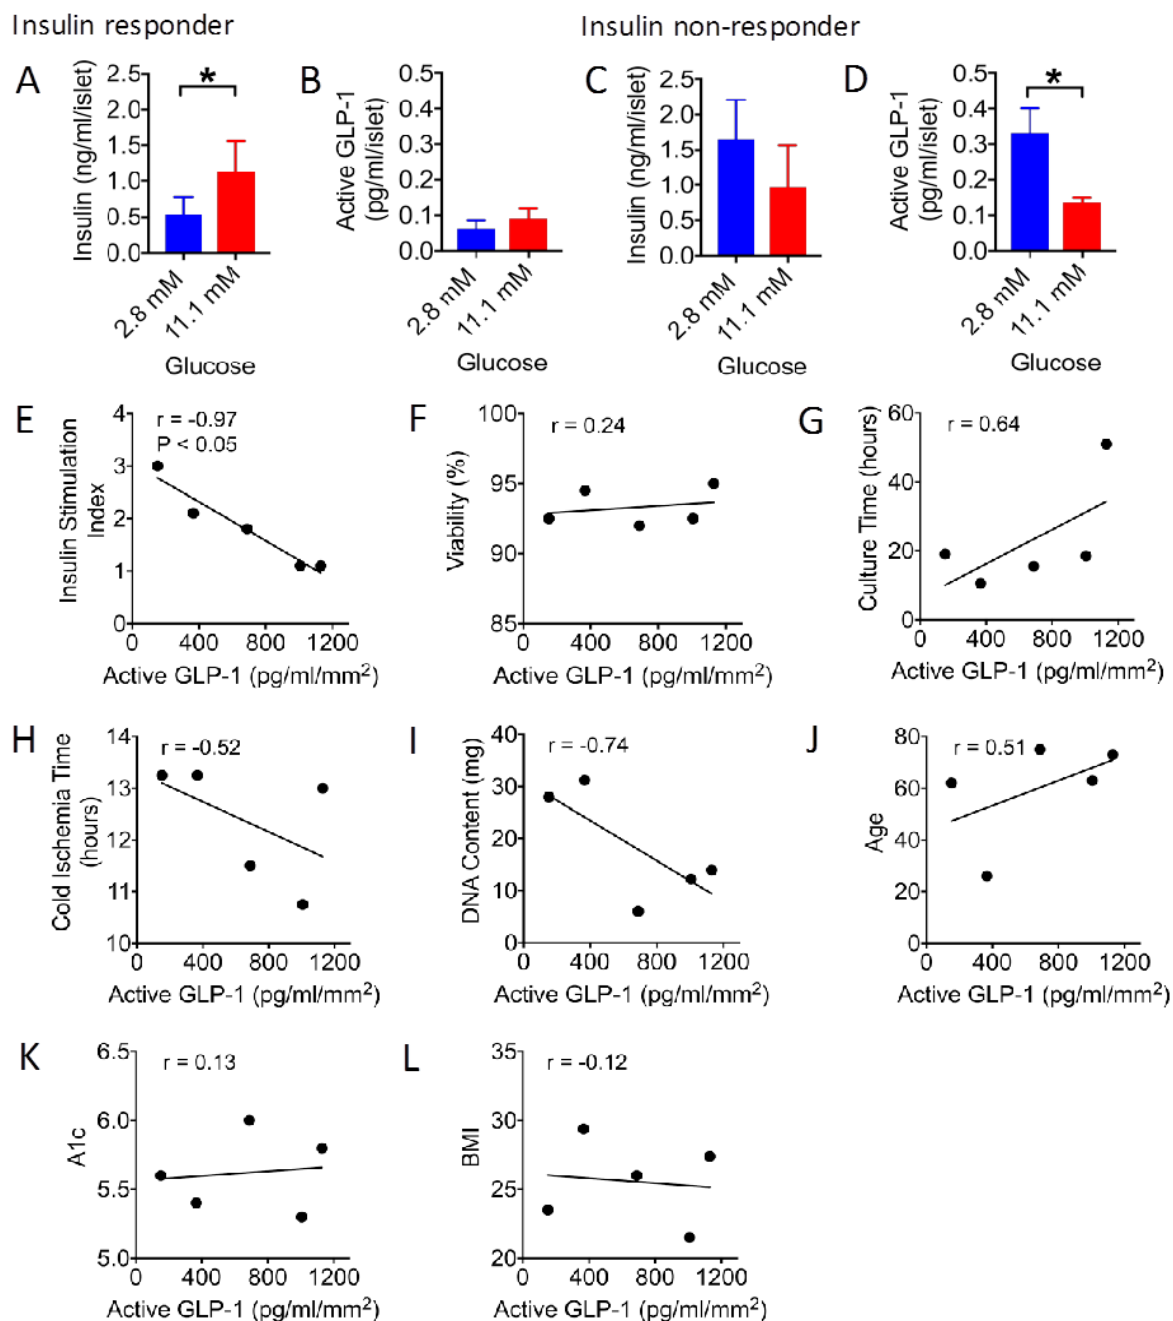 Insulin responder
Insulin non-responder
A
Insulin (ng/ml/islet)
2.5
2.0
1.5
1.0
0.5
0.0
*
2.8 mM
11.1 mM
Glucose
B
Active GLP-1
(pg/ml/islet)
0.5
0.4
0.3
0.2
0.1
0.0
2.8 mM
11.1 mM
Glucose
C
Insulin (ng/ml/islet)
2.5
2.0
1.5
1.0
0.5
0.0
2.8 mM
11.1 mM
Glucose
D
Active GLP-1
(pg/ml/islet)
0.5
0.4
0.3
0.2
0.1
0.0
*
2.8 mM
11.1 mM
Glucose
E
Insulin Stimulation
Index
4
3
2
1
0
r = -0.97
P < 0.05
0 400 800 1200
Active GLP-1 (pg/ml/mm²)
F
Viability (%)
100
95
90
85
r = 0.24
0 400 800 1200
Active GLP-1 (pg/ml/mm²)
G
Culture Time (hours)
60
40
20
0
r = 0.64
0 400 800 1200
Active GLP-1 (pg/ml/mm²)
H
Cold Ischemia Time
(hours)
14
13
12
11
10
r = -0.52
0 400 800 1200
Active GLP-1 (pg/ml/mm²)
I
DNA Content (mg)
40
30
20
10
0
r = -0.74
0 400 800 1200
Active GLP-1 (pg/ml/mm²)
J
Age
80
60
40
20
0
r = 0.51
0 400 800 1200
Active GLP-1 (pg/ml/mm²)
K
A1c
6.5
6.0
5.5
5.0
r = 0.13
0 400 800 1200
Active GLP-1 (pg/ml/mm²)
L
BMI
35
30
25
20
r = -0.12
0 400 800 1200
Active GLP-1 (pg/ml/mm²)